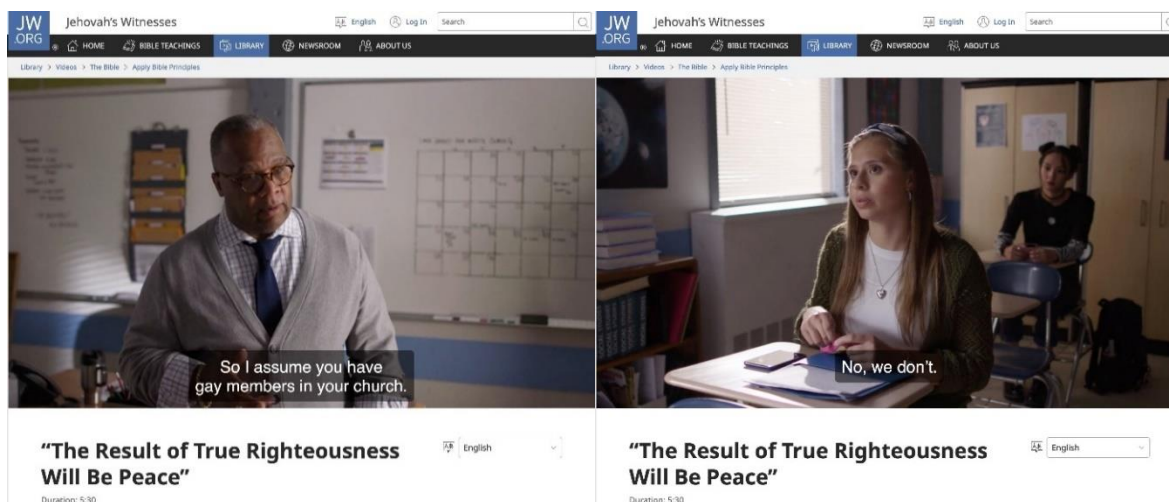 JW
.ORG
Jehovah's Witnesses
English
Log In
Search
HOME
BIBLE TEACHINGS
LIBRARY
NEWSROOM
ABOUT US
Library > Videos > The Bible > Apply Bible Principles
So I assume you have
gay members in your church.
"The Result of True Righteousness
Will Be Peace"
English
Duration: 5:30
JW
.ORG
Jehovah's Witnesses
English
Log In
Search
HOME
BIBLE TEACHINGS
LIBRARY
NEWSROOM
ABOUT US
Library > Videos > The Bible > Apply Bible Principles
No, we don't.
"The Result of True Righteousness
Will Be Peace"
English
Duration: 5:30